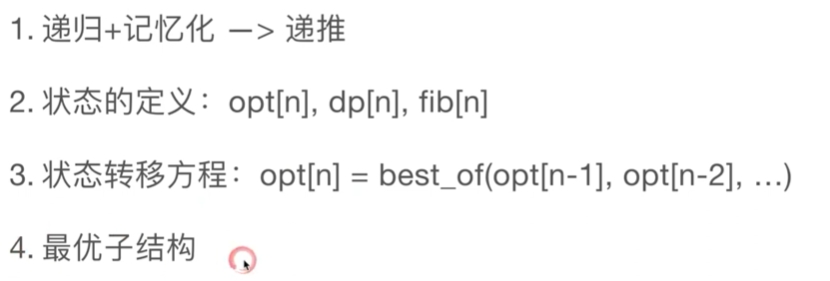 1. 递归+记忆化 —> 递推
2. 状态的定义：opt[n], dp[n], fib[n]
3. 状态转移方程：opt[n] = best_of(opt[n-1], opt[n-2], …)
4. 最优子结构